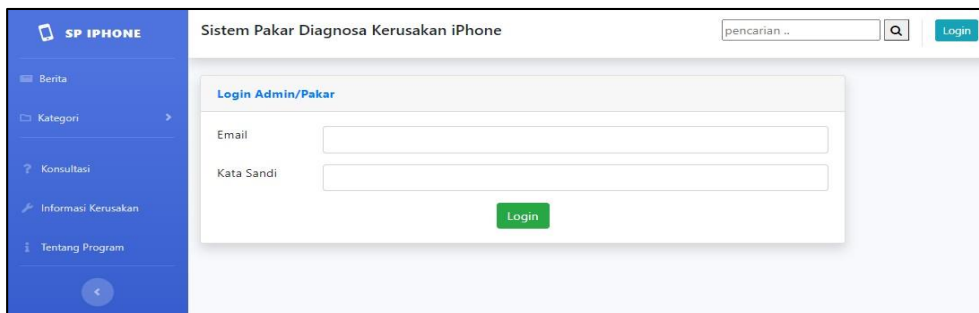 SP IPHONE
Sistem Pakar Diagnosa Kerusakan iPhone
pencarian ..
Login
Berita
Kategori
Konsultasi
Informasi Kerusakan
Tentang Program
Login Admin/Pakar
Email
Kata Sandi
Login